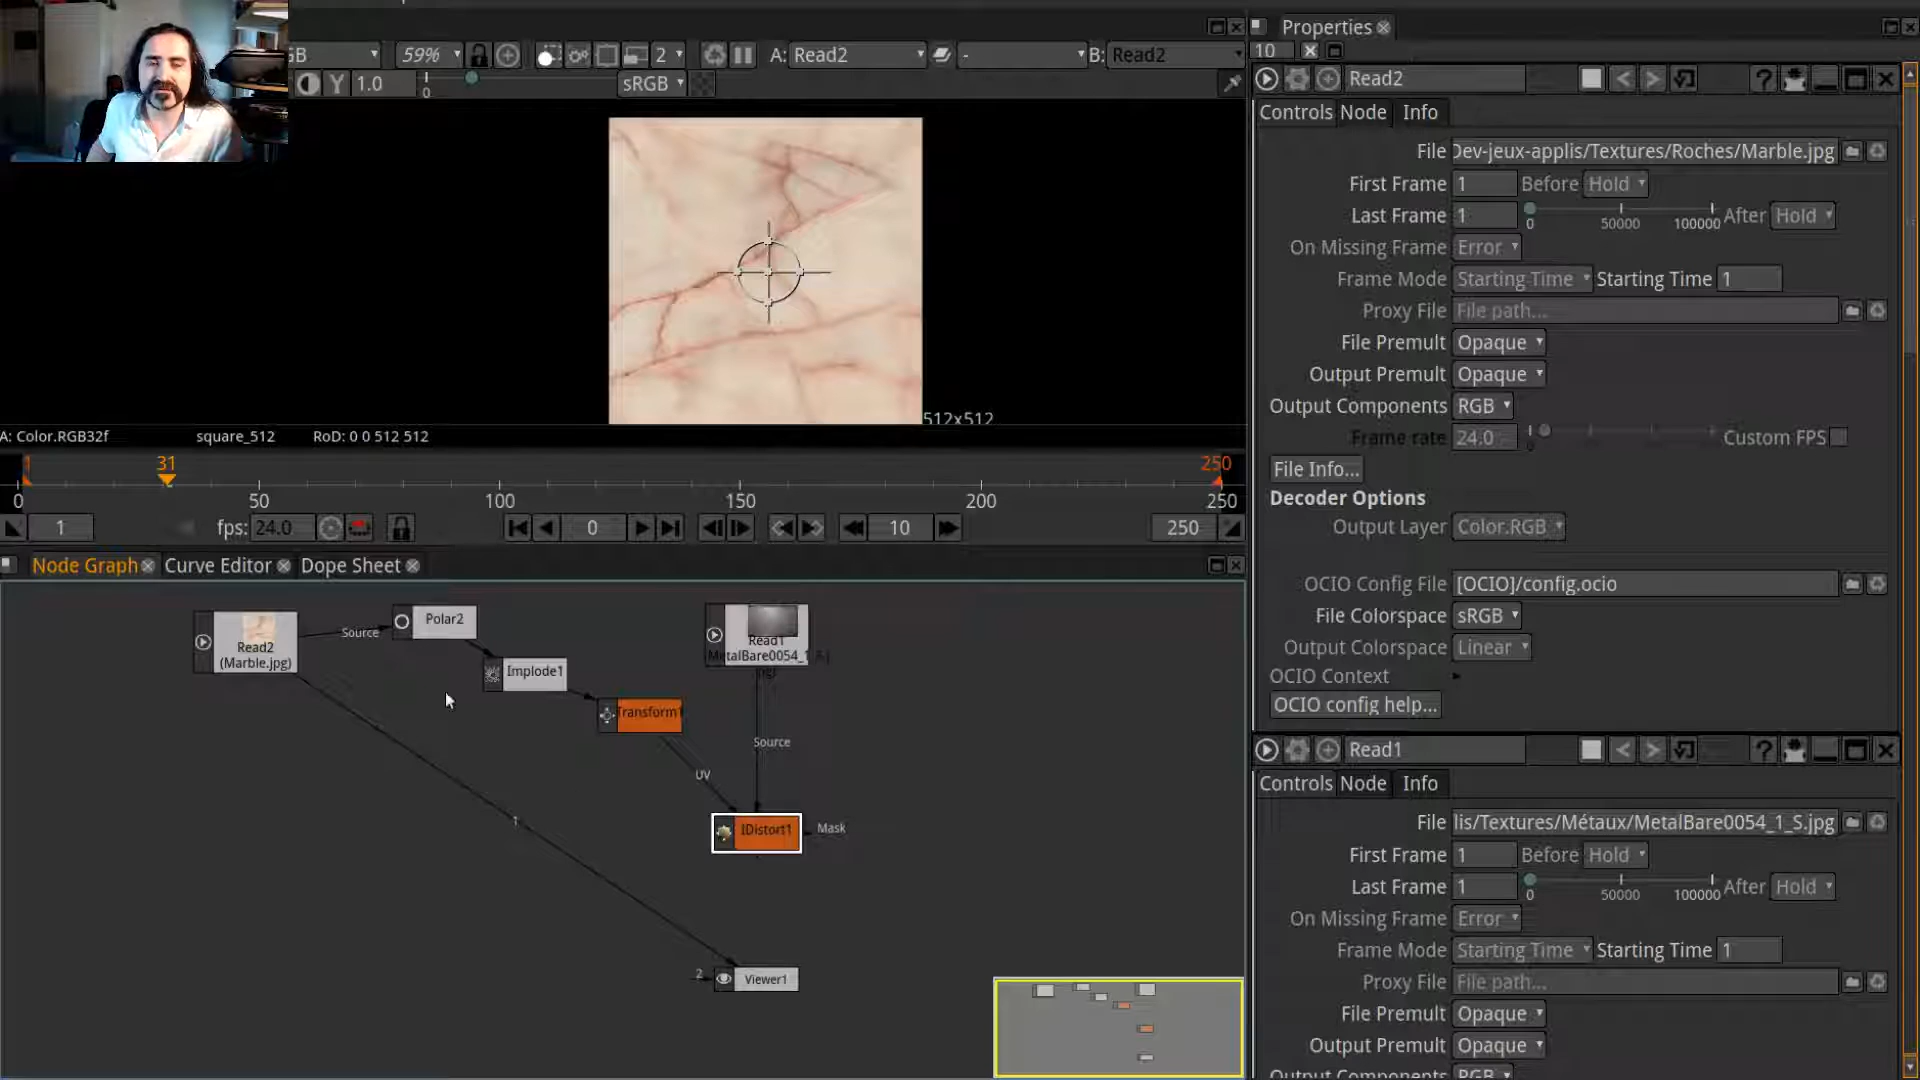 Properties
GB
59%
2
A: Read2
-
B: Read2
10
Y 1.0
0
sRGB
Read2
?
Controls Node Info
File Dev-jeux-applis/Textures/Roches/Marble.jpg
First Frame 1 Before Hold
Last Frame 1 0 50000 100000 After Hold
On Missing Frame Error
Frame Mode Starting Time Starting Time 1
Proxy File File path...
File Premult Opaque
Output Premult Opaque
Output Components RGB
Frame rate 24.0 0 Custom FPS
File Info...
Decoder Options
Output Layer Color.RGB
OCIO Config File [OCIO]/config.ocio
File Colorspace sRGB
Output Colorspace Linear
OCIO Context
OCIO config help...
512x512
A: Color.RGB32f square_512 RoD: 0 0 512 512
1 31 250
0 50 100 150 200 250
1 fps: 24.0 0 10 250
Node Graph Curve Editor Dope Sheet
Read2
(Marble.jpg)
Source
Polar2
Implode1
Transform1
Read1
MetalBare0054_1
Source
UV
IDistort1
Mask
1
2
Viewer1
Read1
?
Controls Node Info
File lis/Textures/Métaux/MetalBare0054_1_S.jpg
First Frame 1 Before Hold
Last Frame 1 0 50000 100000 After Hold
On Missing Frame Error
Frame Mode Starting Time Starting Time 1
Proxy File File path...
File Premult Opaque
Output Premult Opaque
Output Components RGB